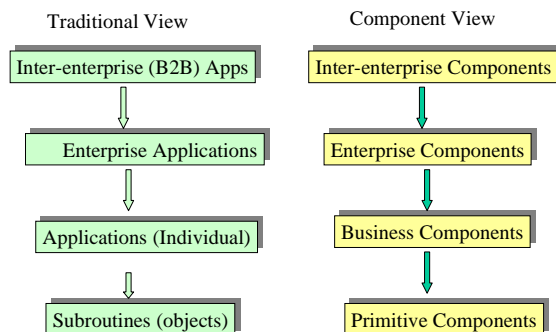 Traditional View
Component View
Inter-enterprise (B2B) Apps
Inter-enterprise Components
Enterprise Applications
Enterprise Components
Applications (Individual)
Business Components
Subroutines (objects)
Primitive Components